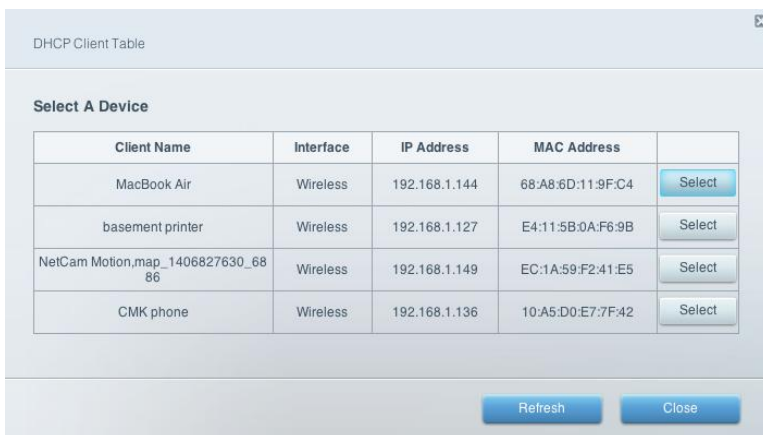 DHCP Client Table
Select A Device
Client Name Interface IP Address MAC Address
MacBook Air Wireless 192.168.1.144 68:A8:6D:11:9F:C4 Select
basement printer Wireless 192.168.1.127 E4:11:5B:0A:F6:9B Select
NetCam Motion,map_1406827630_68
86 Wireless 192.168.1.149 EC:1A:59:F2:41:E5 Select
CMK phone Wireless 192.168.1.136 10:A5:D0:E7:7F:42 Select
Refresh Close